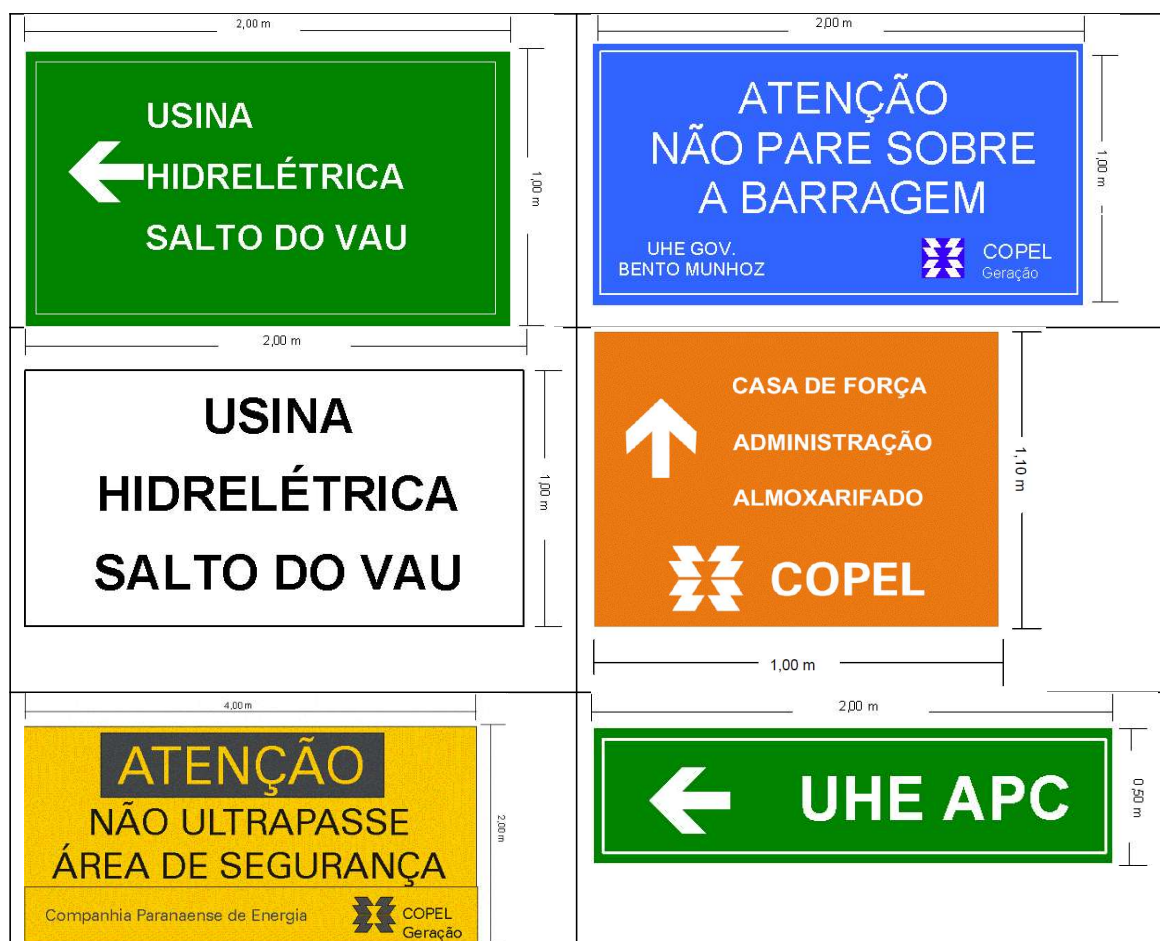 2,00 m
USINA
HIDRELÉTRICA
SALTO DO VAU
1,00 m
2,00 m
ATENÇÃO
NÃO PARE SOBRE
A BARRAGEM
UHE GOV.
BENTO MUNHOZ
COPEL
Geração
1,00 m
2,00 m
USINA
HIDRELÉTRICA
SALTO DO VAU
1,00 m
CASA DE FORÇA
ADMINISTRAÇÃO
ALMOXARIFADO
COPEL
1,10 m
1,00 m
4,00 m
ATENÇÃO
NÃO ULTRAPASSE
ÁREA DE SEGURANÇA
Companhia Paranaense de Energia
COPEL
Geração
2,00 m
2,00 m
UHE APC
0,50 m